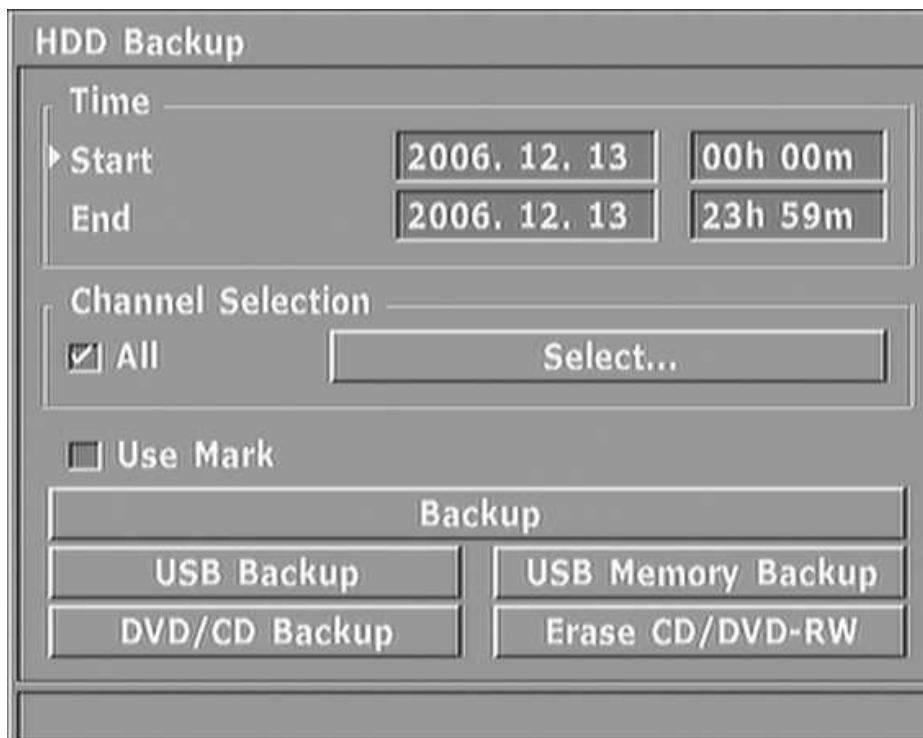 HDD Backup
Time
Start 2006. 12. 13 00h 00m
End 2006. 12. 13 23h 59m
Channel Selection
All Select...
Use Mark
Backup
USB Backup USB Memory Backup
DVD/CD Backup Erase CD/DVD-RW